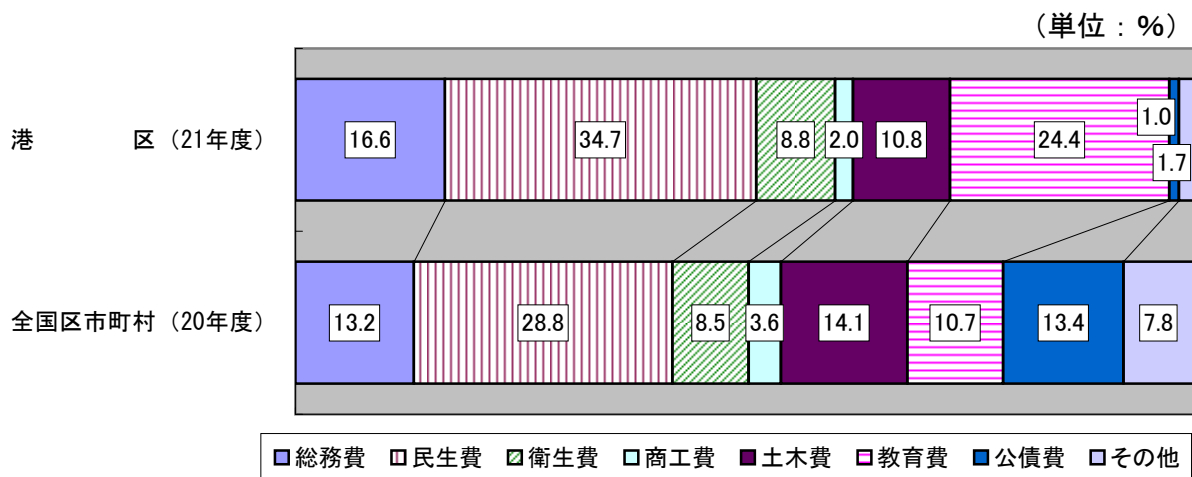 （単位：％）
港　　　区（21年度）
16.6 34.7 8.8 2.0 10.8 24.4 1.0 1.7
全国区市町村（20年度）
13.2 28.8 8.5 3.6 14.1 10.7 13.4 7.8
総務費 民生費 衛生費 商工費 土木費 教育費 公債費 その他